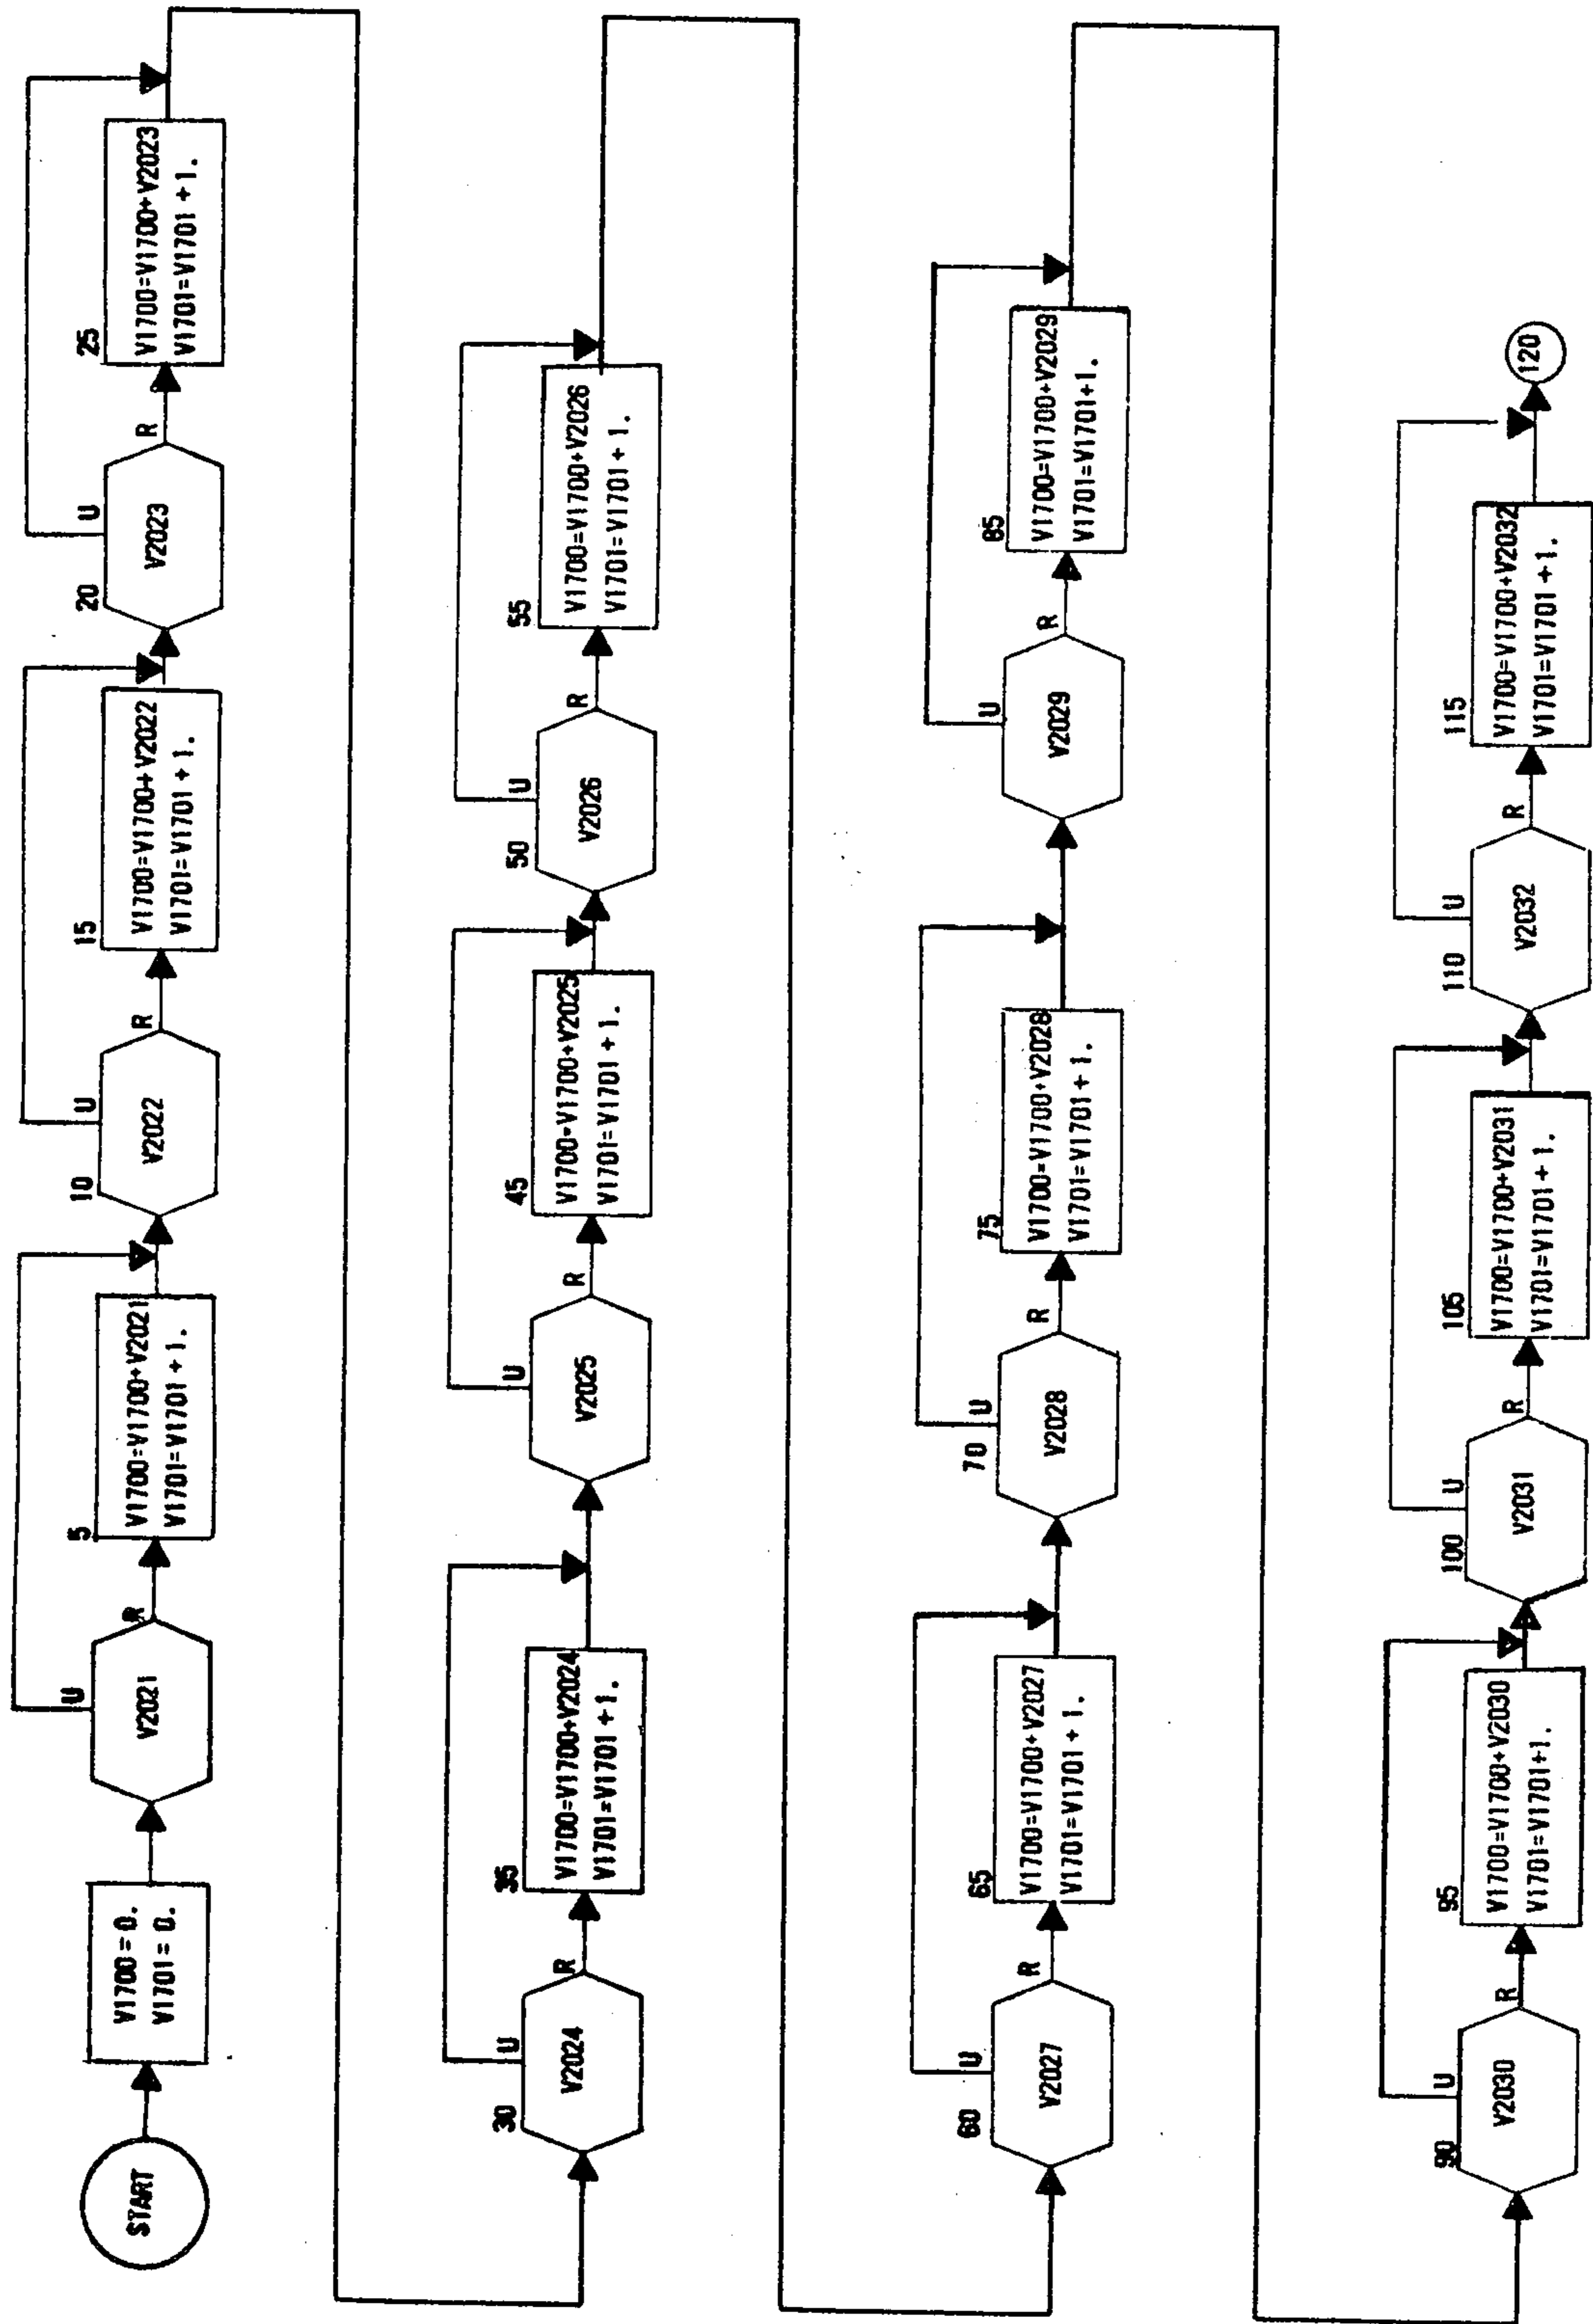 START
V1700 = 0.
V1701 = 0.
V2021
U
R
5
V1700=V1700+V2021
V1701=V1701 + 1.
10
V2022
U
R
15
V1700=V1700+V2022
V1701=V1701 + 1.
20
V2023
U
R
25
V1700=V1700+V2023
V1701=V1701 + 1.
30
V2024
U
R
35
V1700=V1700+V2024
V1701=V1701 + 1.
V2025
U
R
45
V1700=V1700+V2025
V1701=V1701 + 1.
50
V2026
U
R
55
V1700=V1700+V2026
V1701=V1701 + 1.
60
V2027
U
R
65
V1700=V1700+V2027
V1701=V1701 + 1.
70
V2028
U
R
75
V1700=V1700+V2028
V1701=V1701 + 1.
V2029
U
R
85
V1700=V1700+V2029
V1701=V1701+1.
90
V2030
U
R
95
V1700=V1700+V2030
V1701=V1701+1.
100
V2031
U
R
105
V1700=V1700+V2031
V1701=V1701 + 1.
110
V2032
U
R
115
V1700=V1700+V2032
V1701=V1701 + 1.
120